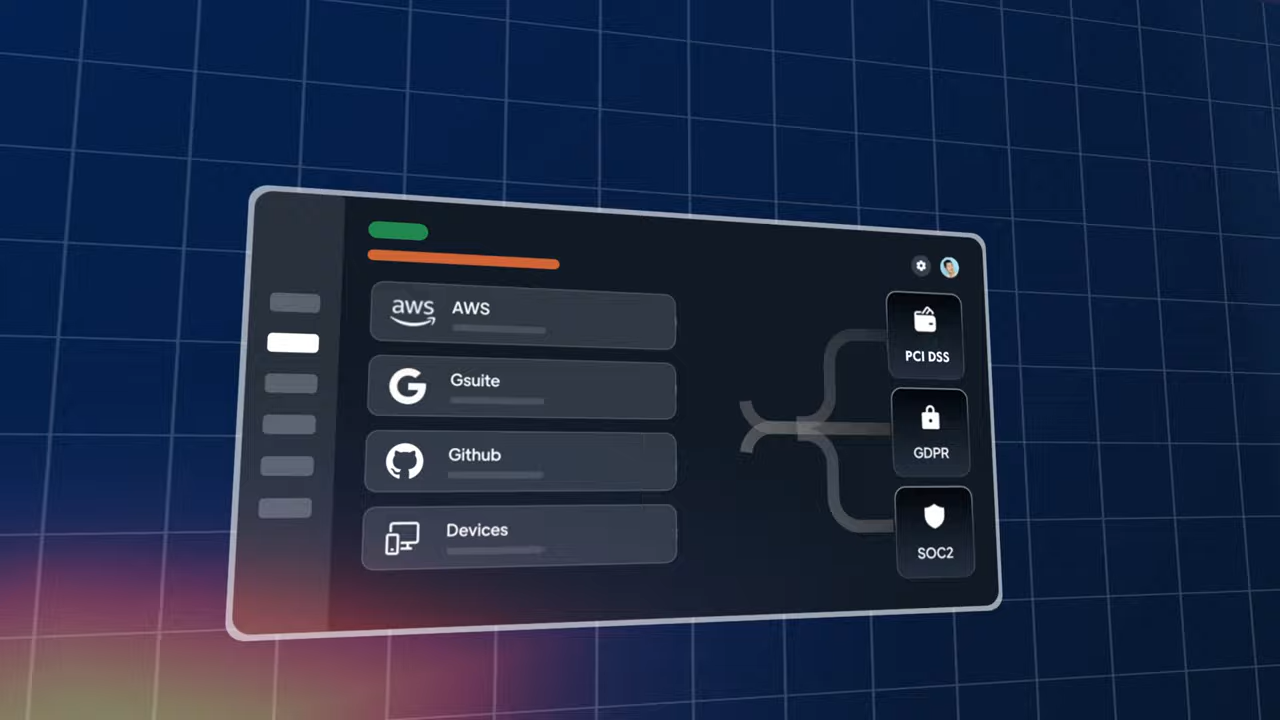 aws AWS
Gsuite
Github
Devices
PCI DSS
GDPR
SOC2